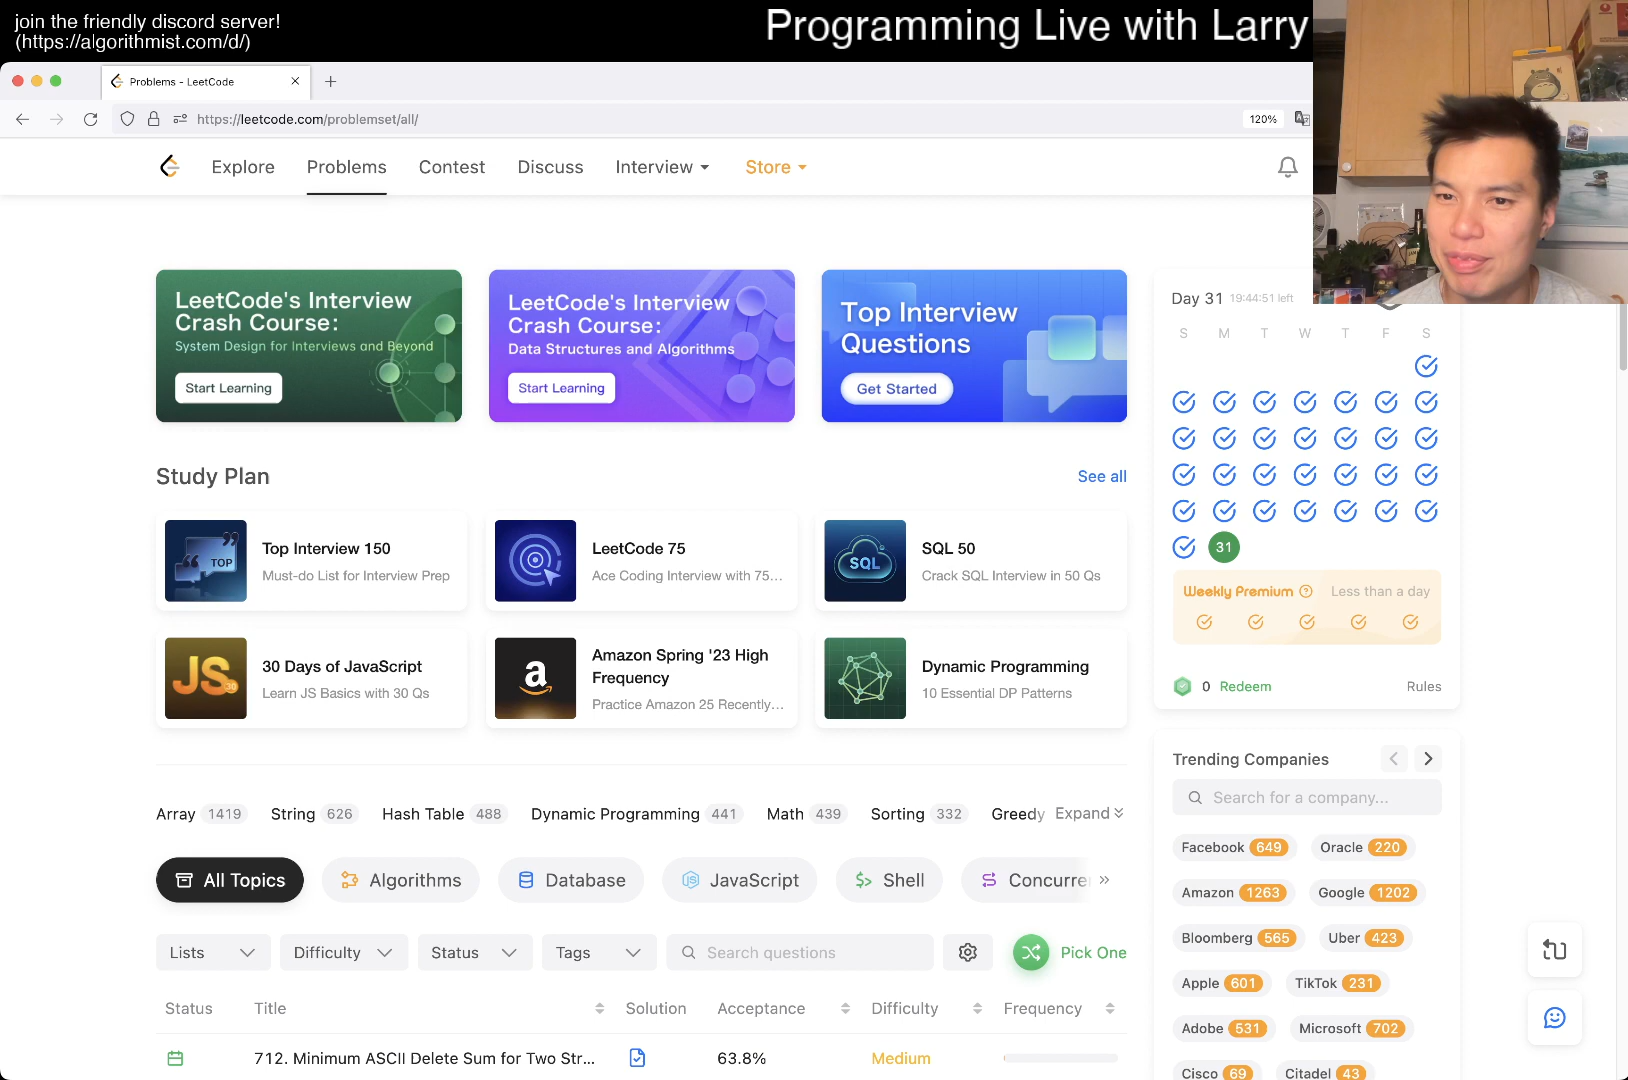 join the friendly discord server!
(https://algorithmist.com/d/)
Programming Live with Larry
Problems - LeetCode
https://leetcode.com/problemset/all/
120%
Explore
Problems
Contest
Discuss
Interview
Store
LeetCode's Interview
Crash Course:
System Design for Interviews and Beyond
Start Learning
LeetCode's Interview
Crash Course:
Data Structures and Algorithms
Start Learning
Top Interview
Questions
Get Started
Day 31 19:44:51 left
S M T W T F S
31
Weekly Premium Less than a day
0 Redeem Rules
Study Plan
See all
TOP
Top Interview 150
Must-do List for Interview Prep
LeetCode 75
Ace Coding Interview with 75...
SQL
SQL 50
Crack SQL Interview in 50 Qs
JS 30
30 Days of JavaScript
Learn JS Basics with 30 Qs
a
Amazon Spring '23 High
Frequency
Practice Amazon 25 Recently...
Dynamic Programming
10 Essential DP Patterns
Array 1419 String 626 Hash Table 488 Dynamic Programming 441 Math 439 Sorting 332 Greedy Expand
All Topics Algorithms Database JavaScript Shell Concurre
Lists Difficulty Status Tags Search questions Pick One
Status Title Solution Acceptance Difficulty Frequency
712. Minimum ASCII Delete Sum for Two Str... 63.8% Medium
Trending Companies
Search for a company...
Facebook 649 Oracle 220
Amazon 1263 Google 1202
Bloomberg 565 Uber 423
Apple 601 TikTok 231
Adobe 531 Microsoft 702
Cisco 69 Citadel 43